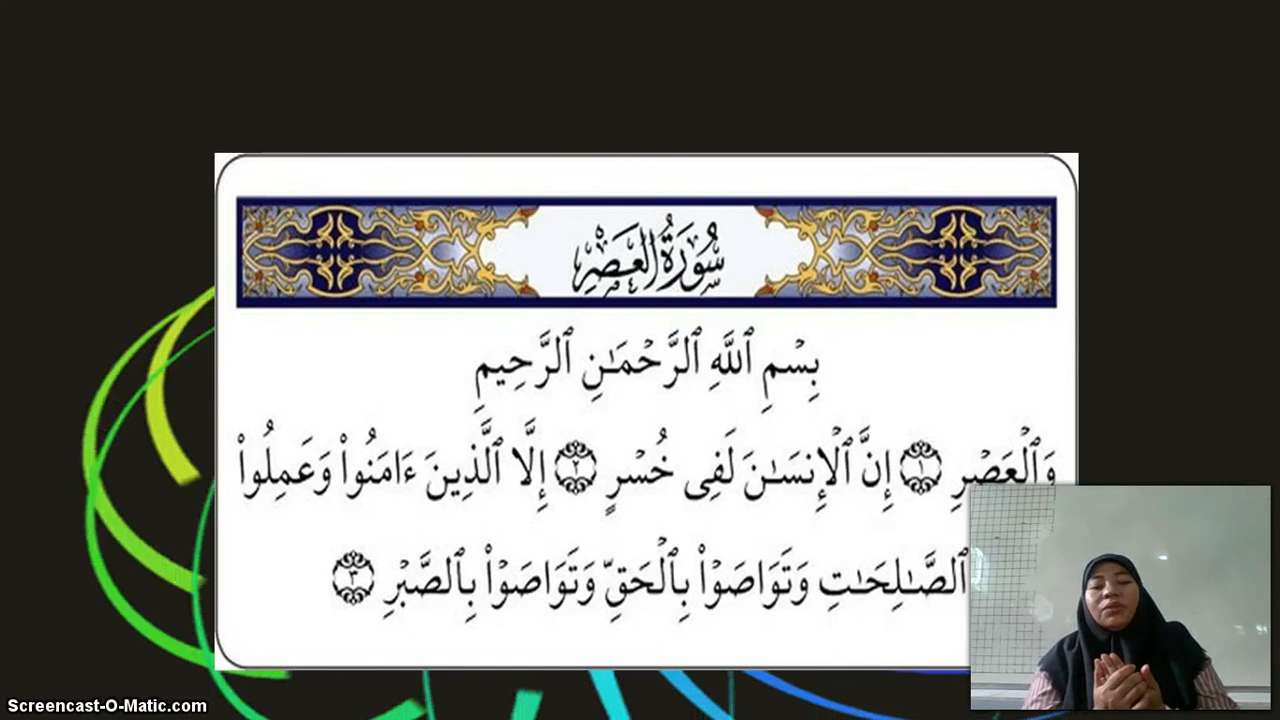 سُورَةُ الْعَصْرِ
بِسْمِ ٱللَّهِ ٱلرَّحْمَـٰنِ ٱلرَّحِيمِ
وَٱلْعَصْرِ ١ إِنَّ ٱلْإِنسَـٰنَ لَفِى خُسْرٍ ٢ إِلَّا ٱلَّذِينَ ءَامَنُوا۟ وَعَمِلُوا۟
ٱلصَّـٰلِحَـٰتِ وَتَوَاصَوْا۟ بِٱلْحَقِّ وَتَوَاصَوْا۟ بِٱلصَّبْرِ ٣
Screencast-O-Matic.com